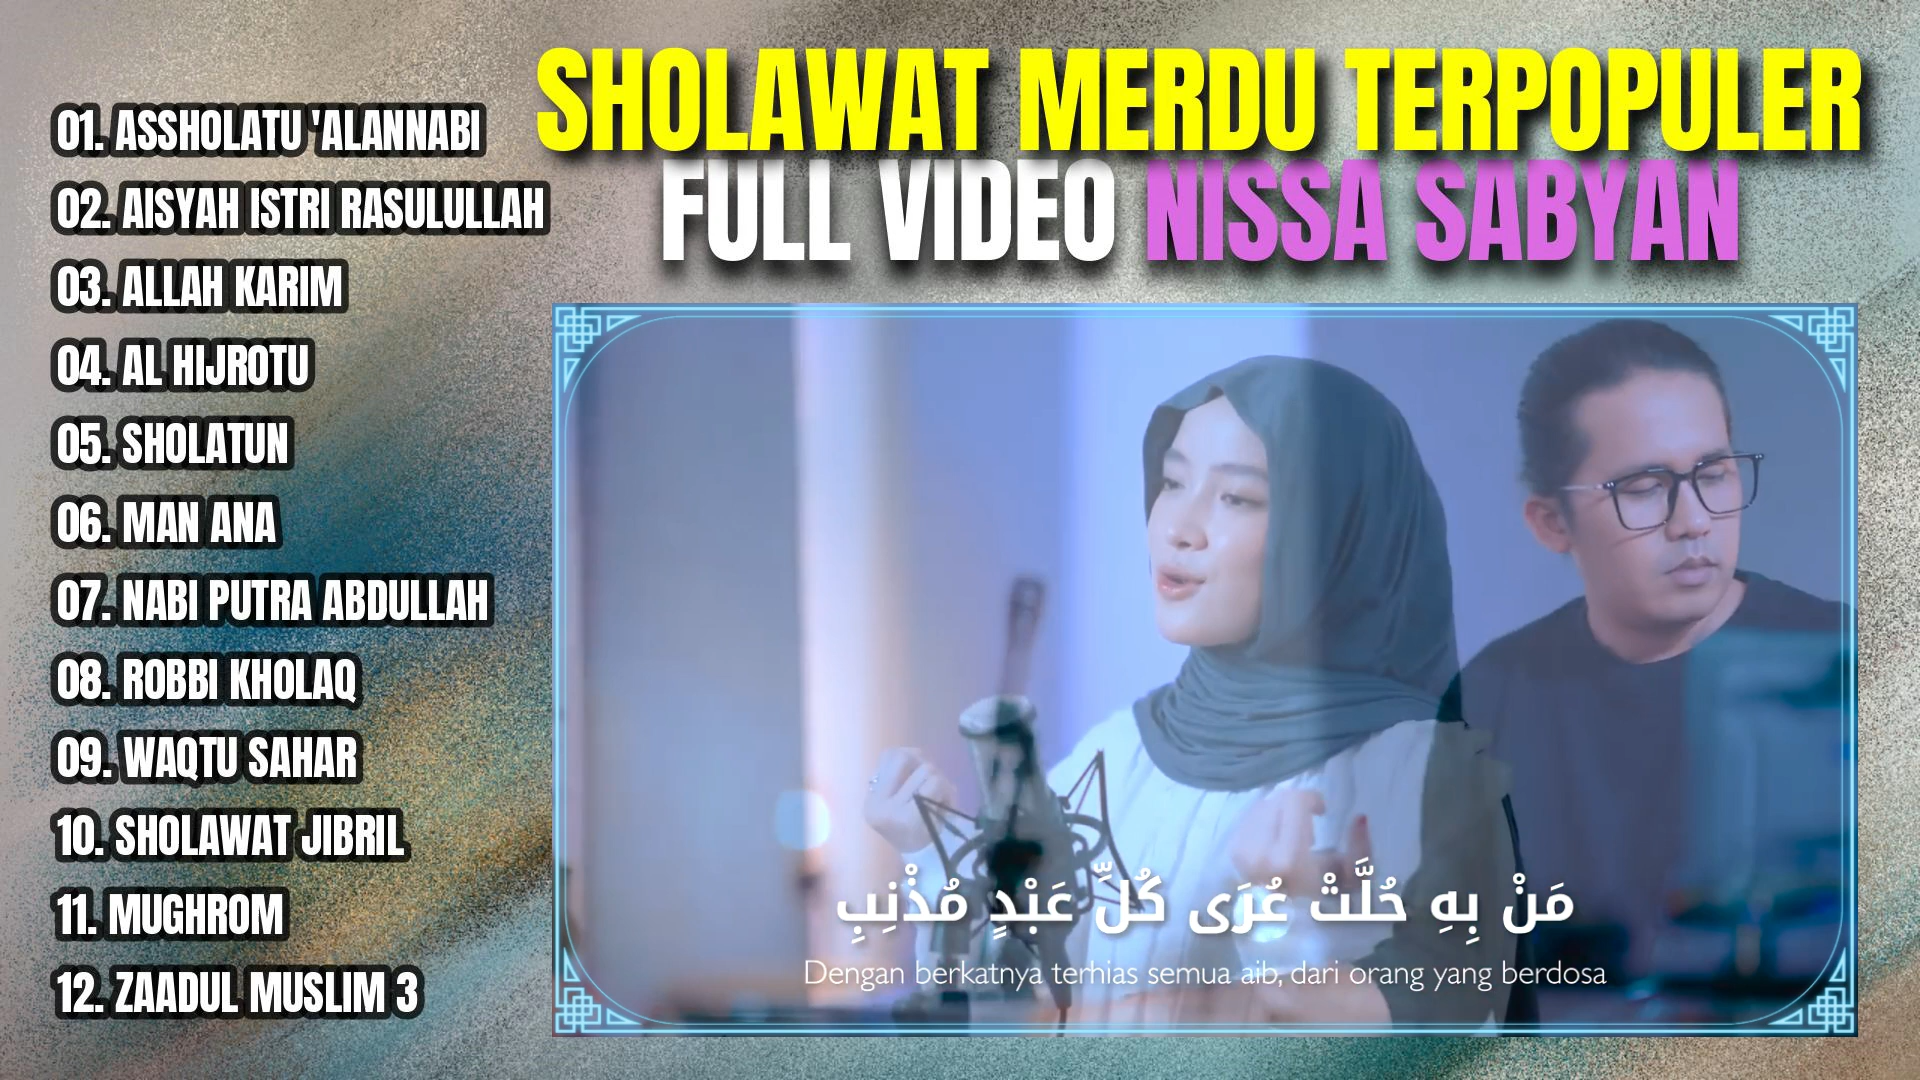 SHOLAWAT MERDU TERPOPULER
FULL VIDEO NISSA SABYAN
01. ASSHOLATU 'ALANNABI
02. AISYAH ISTRI RASULULLAH
03. ALLAH KARIM
04. AL HIJROTU
05. SHOLATUN
06. MAN ANA
07. NABI PUTRA ABDULLAH
08. ROBBI KHOLAQ
09. WAQTU SAHAR
10. SHOLAWAT JIBRIL
11. MUGHROM
12. ZAADUL MUSLIM 3
مَنْ بِهِ حُلَّتْ عُرَى كُلِّ عَبْدٍ مُذْنِبِ
Dengan berkatnya terhias semua aib, dari orang yang berdosa